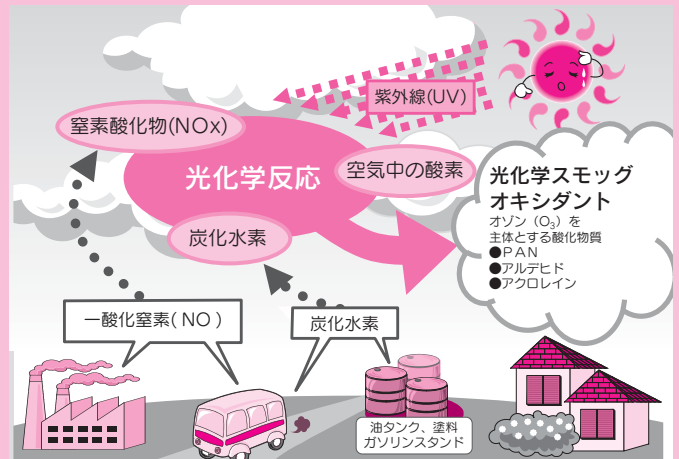 紫外線(UV)
窒素酸化物(NOx)
光化学反応
空気中の酸素
炭化水素
光化学スモッグ
オキシダント
オゾン（O₃）を
主体とする酸化物質
●ＰＡＮ
●アルデヒド
●アクロレイン
一酸化窒素( NO )
炭化水素
油タンク、塗料
ガソリンスタンド